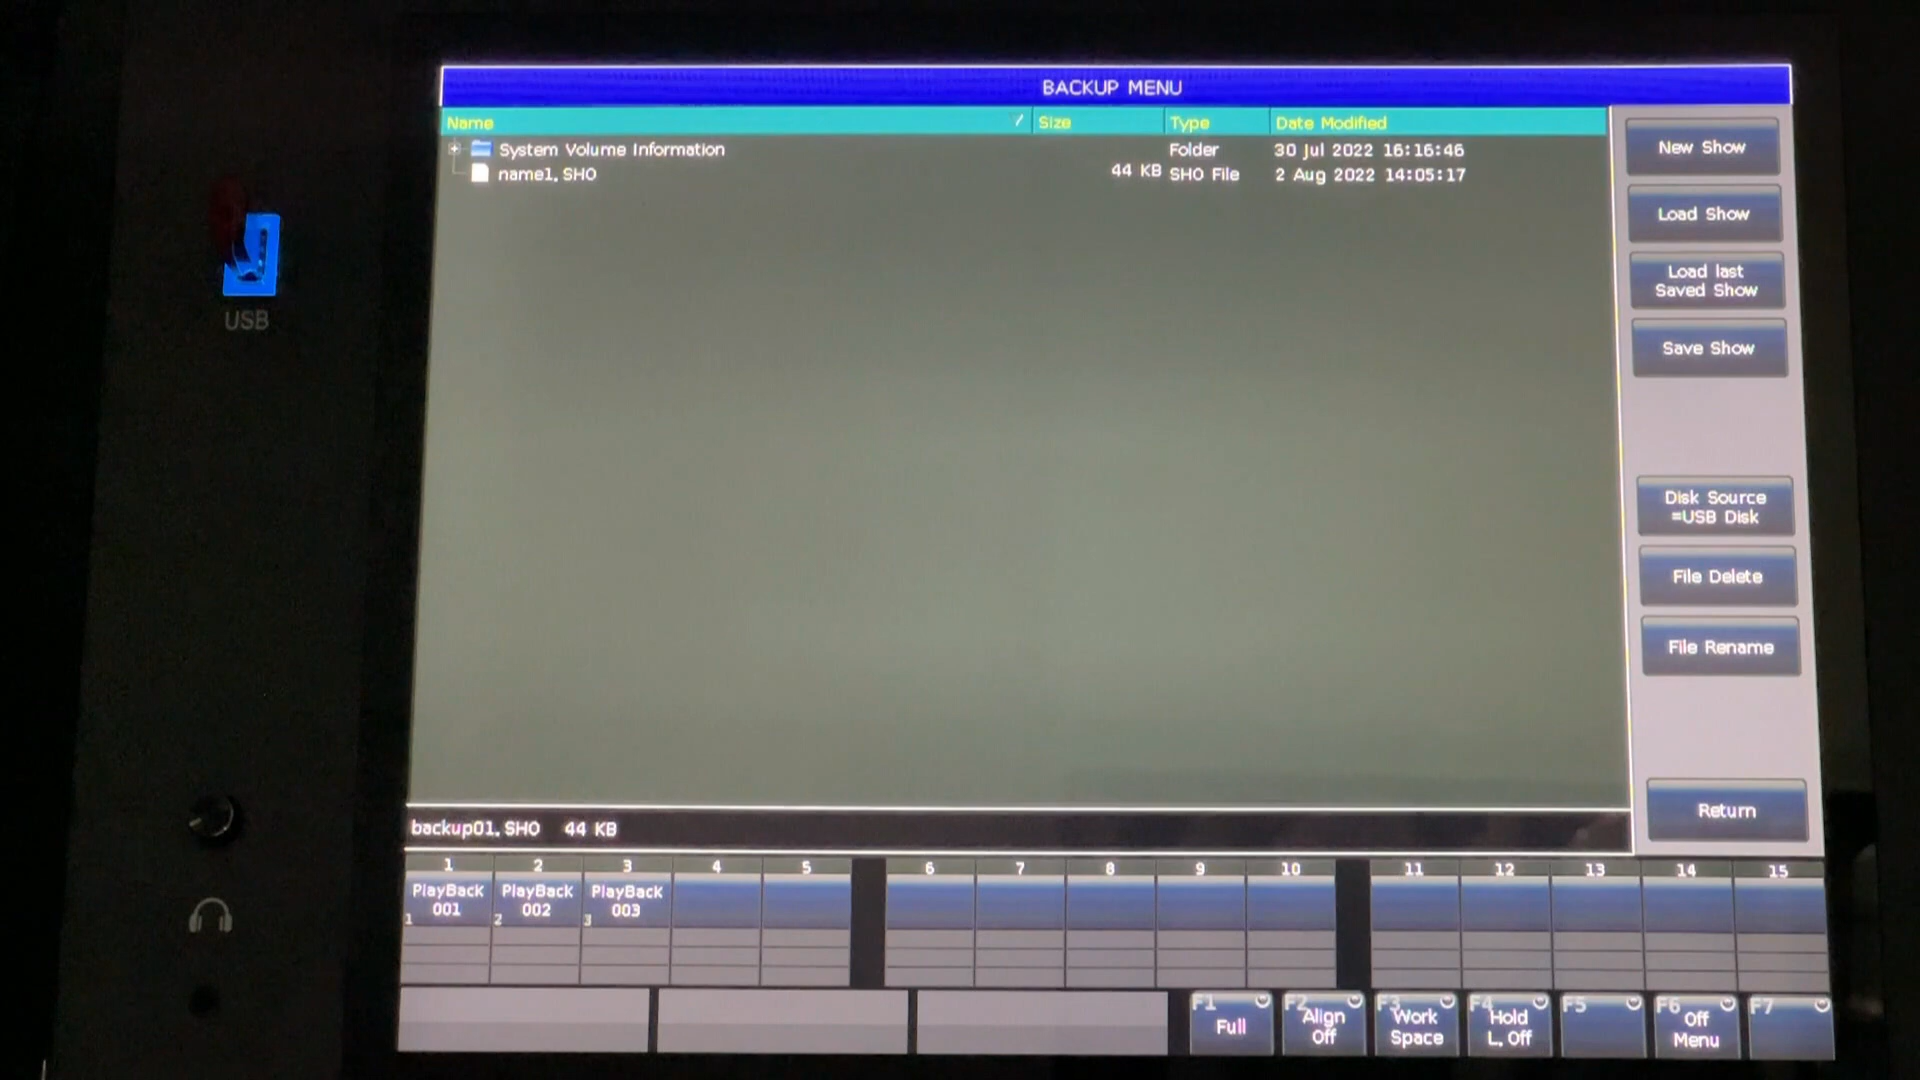 BACKUP MENU
Name / Size Type Date Modified
System Volume Information Folder 30 Jul 2022 16:16:46
name1.SHO 44 KB SHO File 2 Aug 2022 14:05:17
New Show
Load Show
Load last
Saved Show
Save Show
USB
Disk Source
=USB Disk
File Delete
File Rename
Return
backup01.SHO 44 KB
1 2 3 4 5 6 7 8 9 10 11 12 13 14 15
PlayBack PlayBack PlayBack
001 002 003
1 2 3
F1 F2 F3 F4 F5 F6 F7
Full
Align
Off
Work
Space
Hold
L.Off
Off
Menu